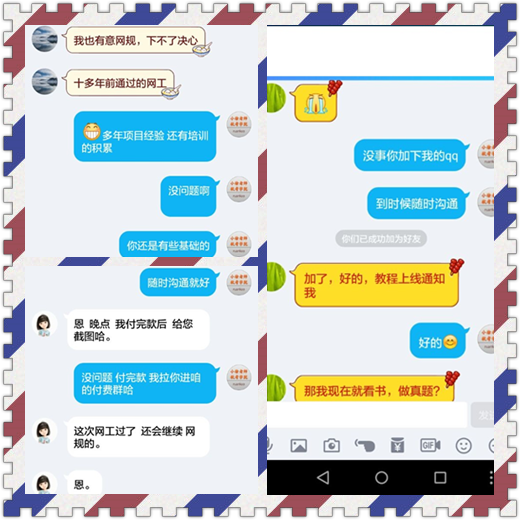 我也有意网规，下不了决心
十多年前通过的网工
多年项目经验 还有培训
的积累
没问题啊
你还是有些基础的
随时沟通就好
恩 晚点 我付完款后 给您
截图哈。
没问题 付完款 我拉你进咱
的付费群哈
这次网工过了 还会继续 网
规的。
恩。
没事你加下我的qq
到时候随时沟通
你们已成功加为好友
加了，好的，教程上线通知
我
好的
那我现在就看书，做真题？
GIF